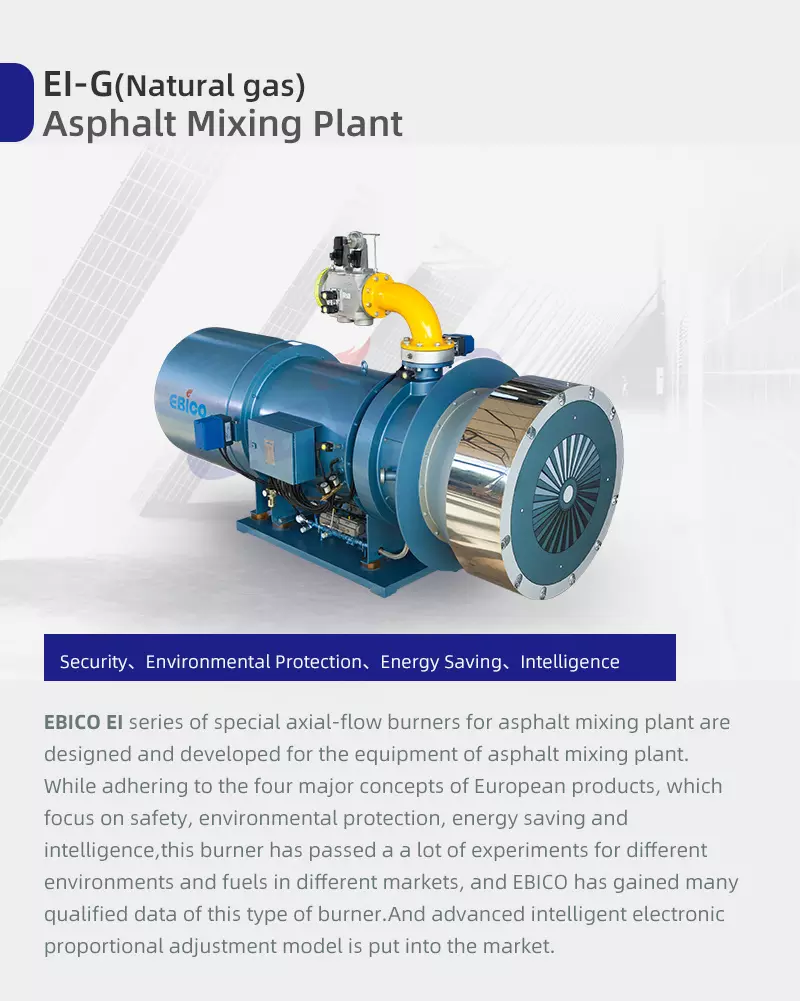 EI-G(Natural gas)
Asphalt Mixing Plant
EBICO
Security、Environmental Protection、Energy Saving、Intelligence
EBICO EI series of special axial-flow burners for asphalt mixing plant are
designed and developed for the equipment of asphalt mixing plant.
While adhering to the four major concepts of European products, which
focus on safety, environmental protection, energy saving and
intelligence,this burner has passed a a lot of experiments for different
environments and fuels in different markets, and EBICO has gained many
qualified data of this type of burner.And advanced intelligent electronic
proportional adjustment model is put into the market.